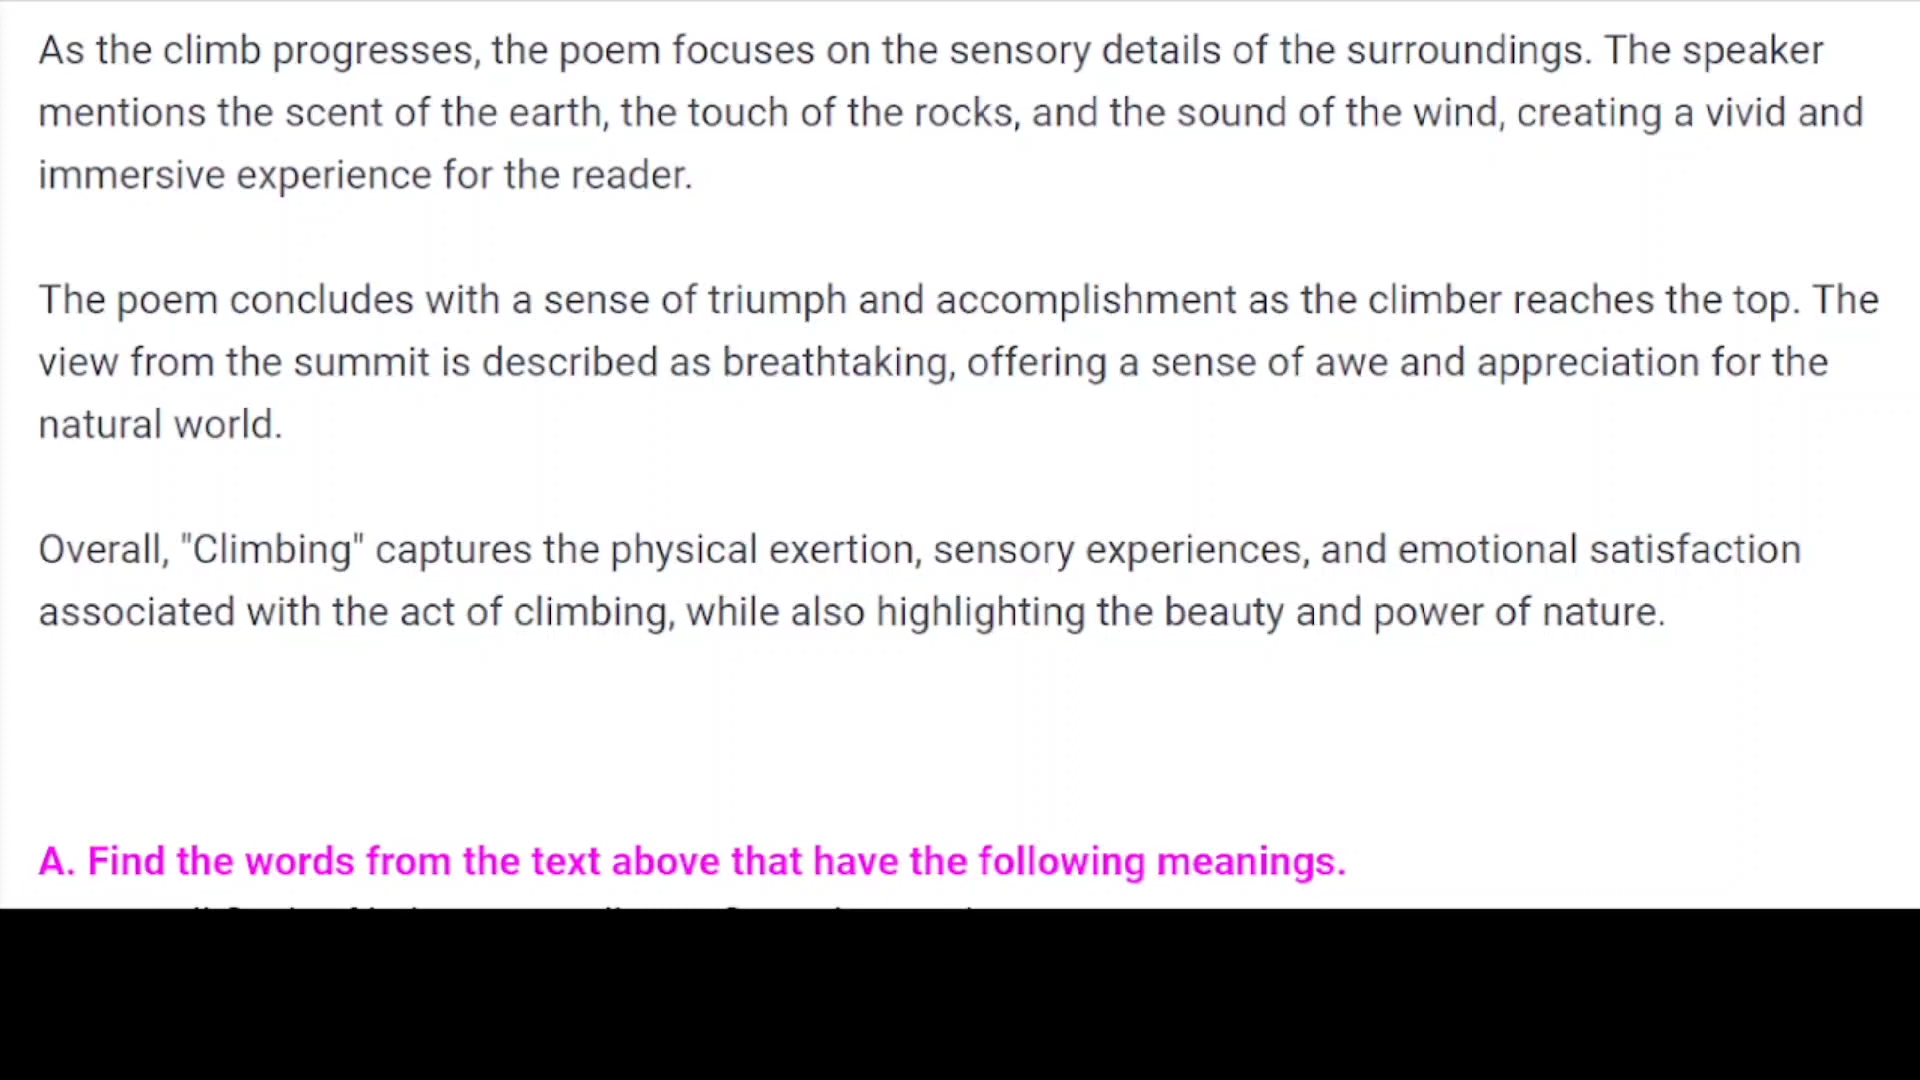 As the climb progresses, the poem focuses on the sensory details of the surroundings. The speaker
mentions the scent of the earth, the touch of the rocks, and the sound of the wind, creating a vivid and
immersive experience for the reader.
The poem concludes with a sense of triumph and accomplishment as the climber reaches the top. The
view from the summit is described as breathtaking, offering a sense of awe and appreciation for the
natural world.
Overall, "Climbing" captures the physical exertion, sensory experiences, and emotional satisfaction
associated with the act of climbing, while also highlighting the beauty and power of nature.
A. Find the words from the text above that have the following meanings.